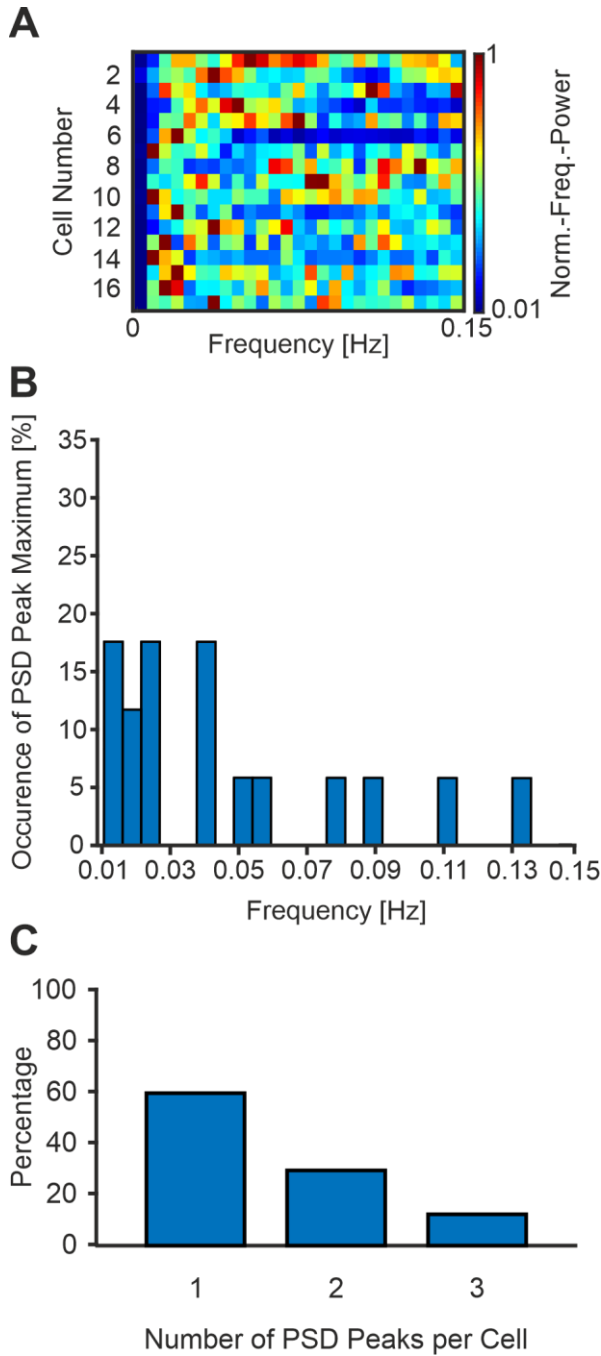 A
2
4
6
8
10
12
14
16
Cell Number
0
0.15
Frequency [Hz]
1
0.01
Norm.-Freq.-Power
B
35
30
25
20
15
10
5
0
Occurence of PSD Peak Maximum [%]
0.01 0.03 0.05 0.07 0.09 0.11 0.13 0.15
Frequency [Hz]
C
100
80
60
40
20
0
Percentage
1 2 3
Number of PSD Peaks per Cell